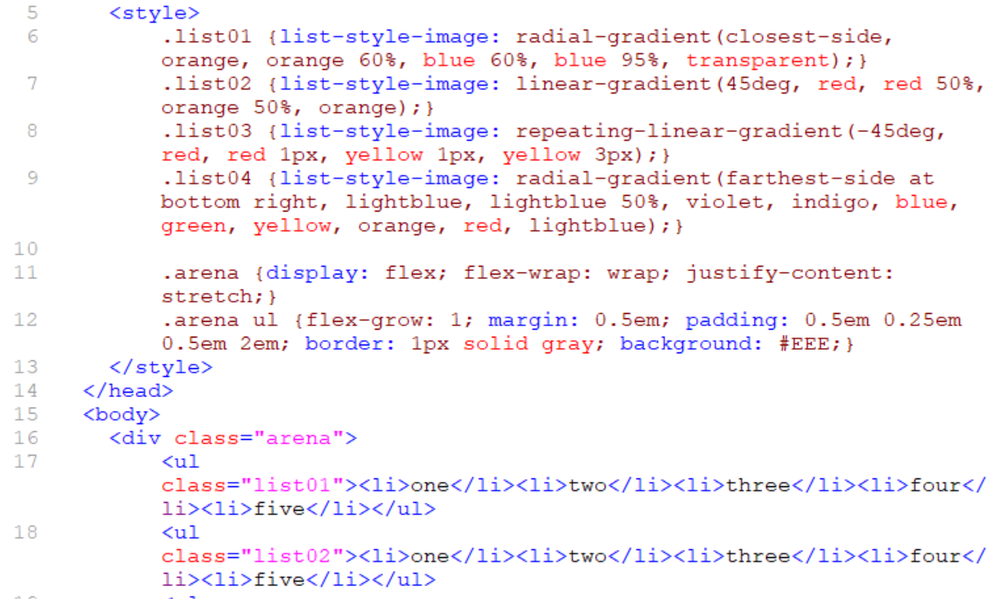 5 <style>
6 .list01 {list-style-image: radial-gradient(closest-side,
orange, orange 60%, blue 60%, blue 95%, transparent);}
7 .list02 {list-style-image: linear-gradient(45deg, red, red 50%,
orange 50%, orange);}
8 .list03 {list-style-image: repeating-linear-gradient(-45deg,
red, red 1px, yellow 1px, yellow 3px);}
9 .list04 {list-style-image: radial-gradient(farthest-side at
bottom right, lightblue, lightblue 50%, violet, indigo, blue,
green, yellow, orange, red, lightblue);}
10
11 .arena {display: flex; flex-wrap: wrap; justify-content:
stretch;}
12 .arena ul {flex-grow: 1; margin: 0.5em; padding: 0.5em 0.25em
0.5em 2em; border: 1px solid gray; background: #EEE;}
13 </style>
14 </head>
15 <body>
16 <div class="arena">
17 <ul
class="list01"><li>one</li><li>two</li><li>three</li><li>four</
li><li>five</li></ul>
18 <ul
class="list02"><li>one</li><li>two</li><li>three</li><li>four</
li><li>five</li></ul>